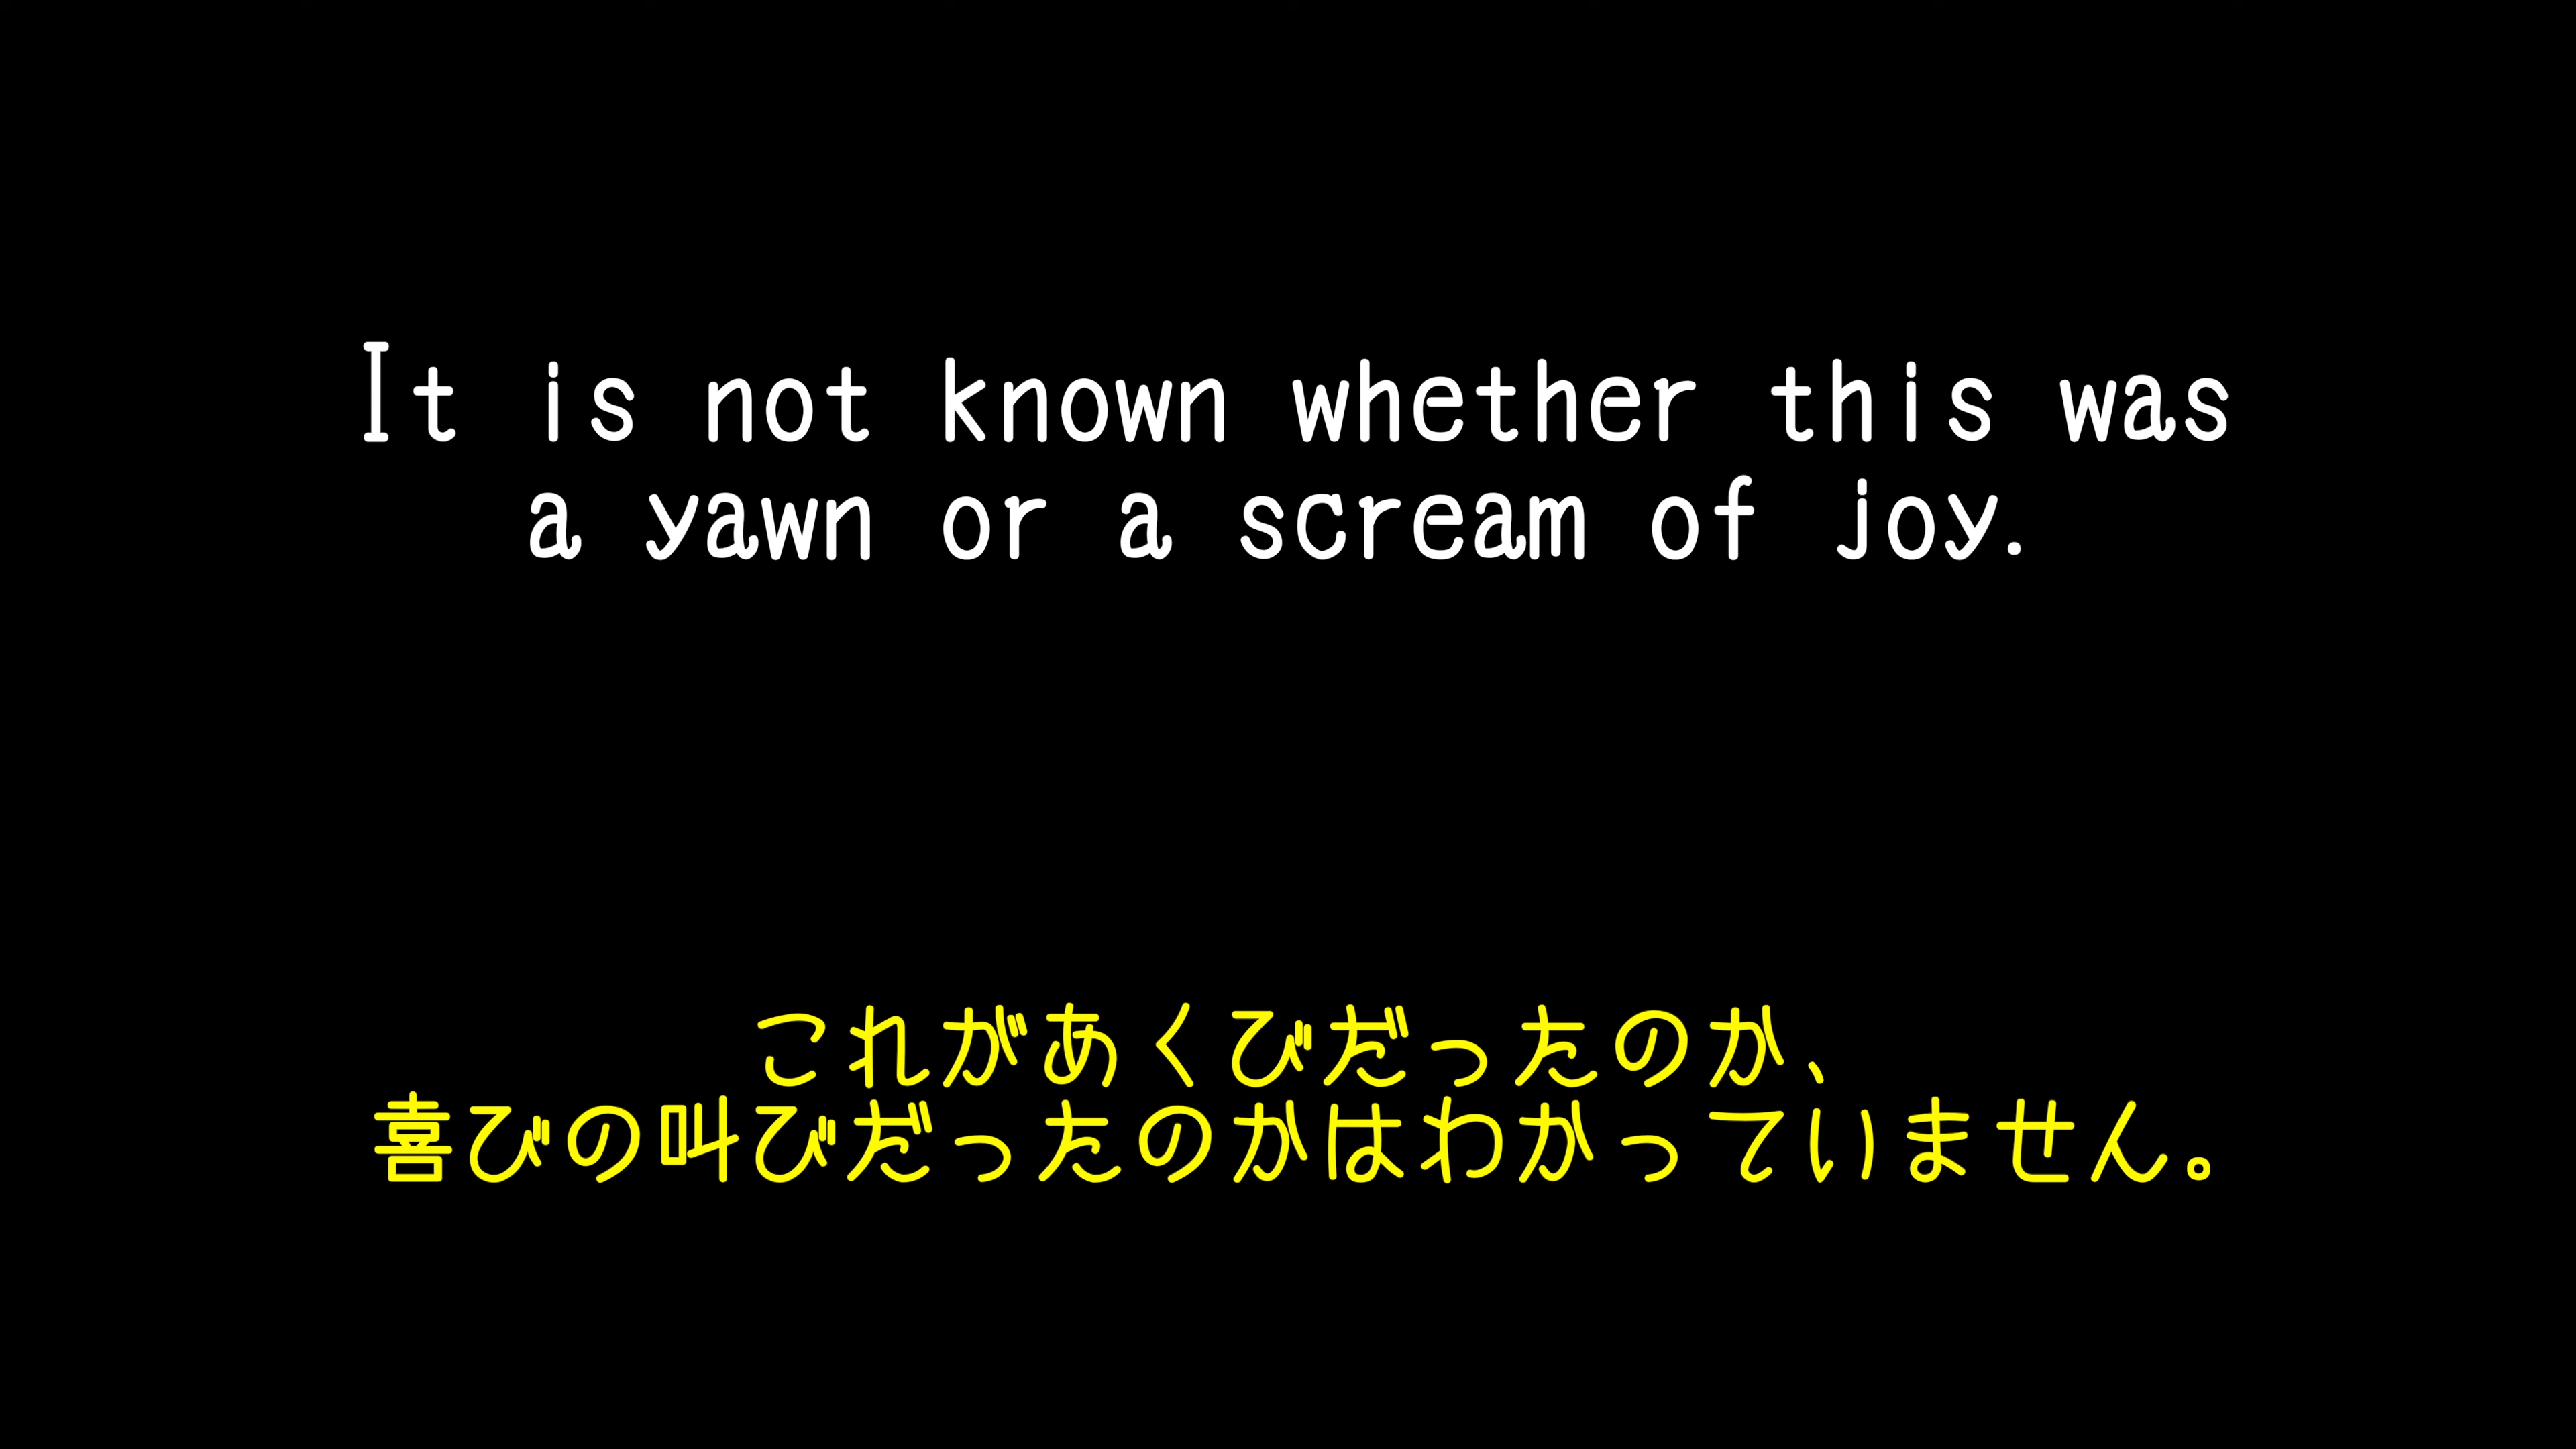 It is not known whether this was
a yawn or a scream of joy.
これがあくびだったのか、
喜びの叫びだったのかはわかっていません。